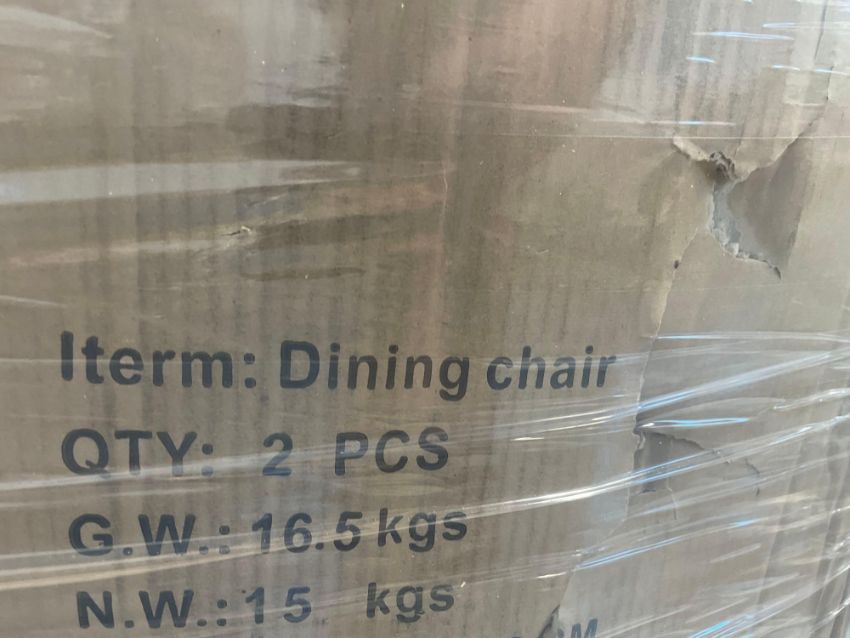 Iterm: Dining chair
QTY: 2 PCS
G.W.: 16.5 kgs
N.W.: 15 kgs